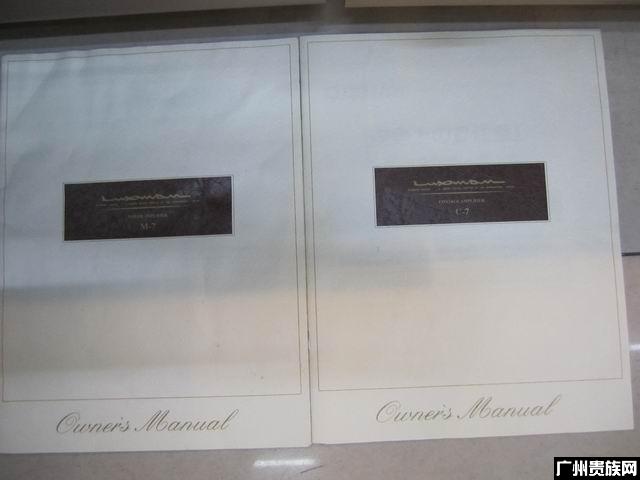 Luxman
POWER AMPLIFIER
M-7
Owner's Manual
Luxman
CONTROL AMPLIFIER
C-7
Owner's Manual
广州贵族网